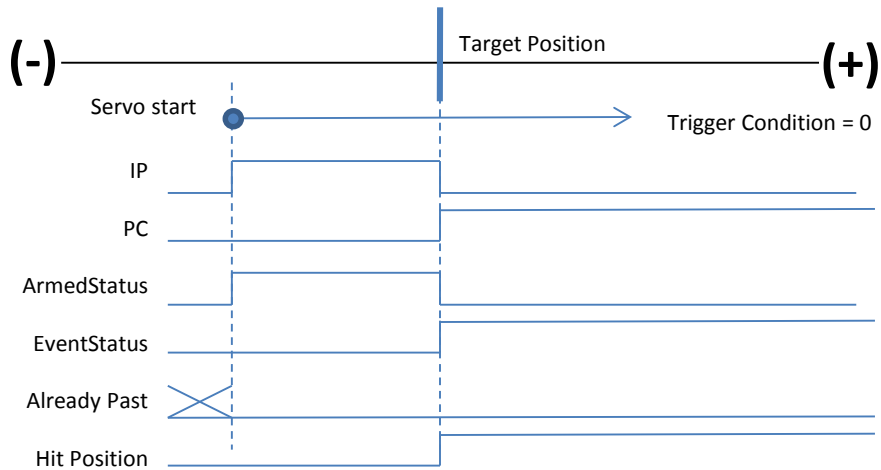 Target Position
(-)
(+)
Servo start
Trigger Condition = 0
IP
PC
ArmedStatus
EventStatus
Already Past
Hit Position